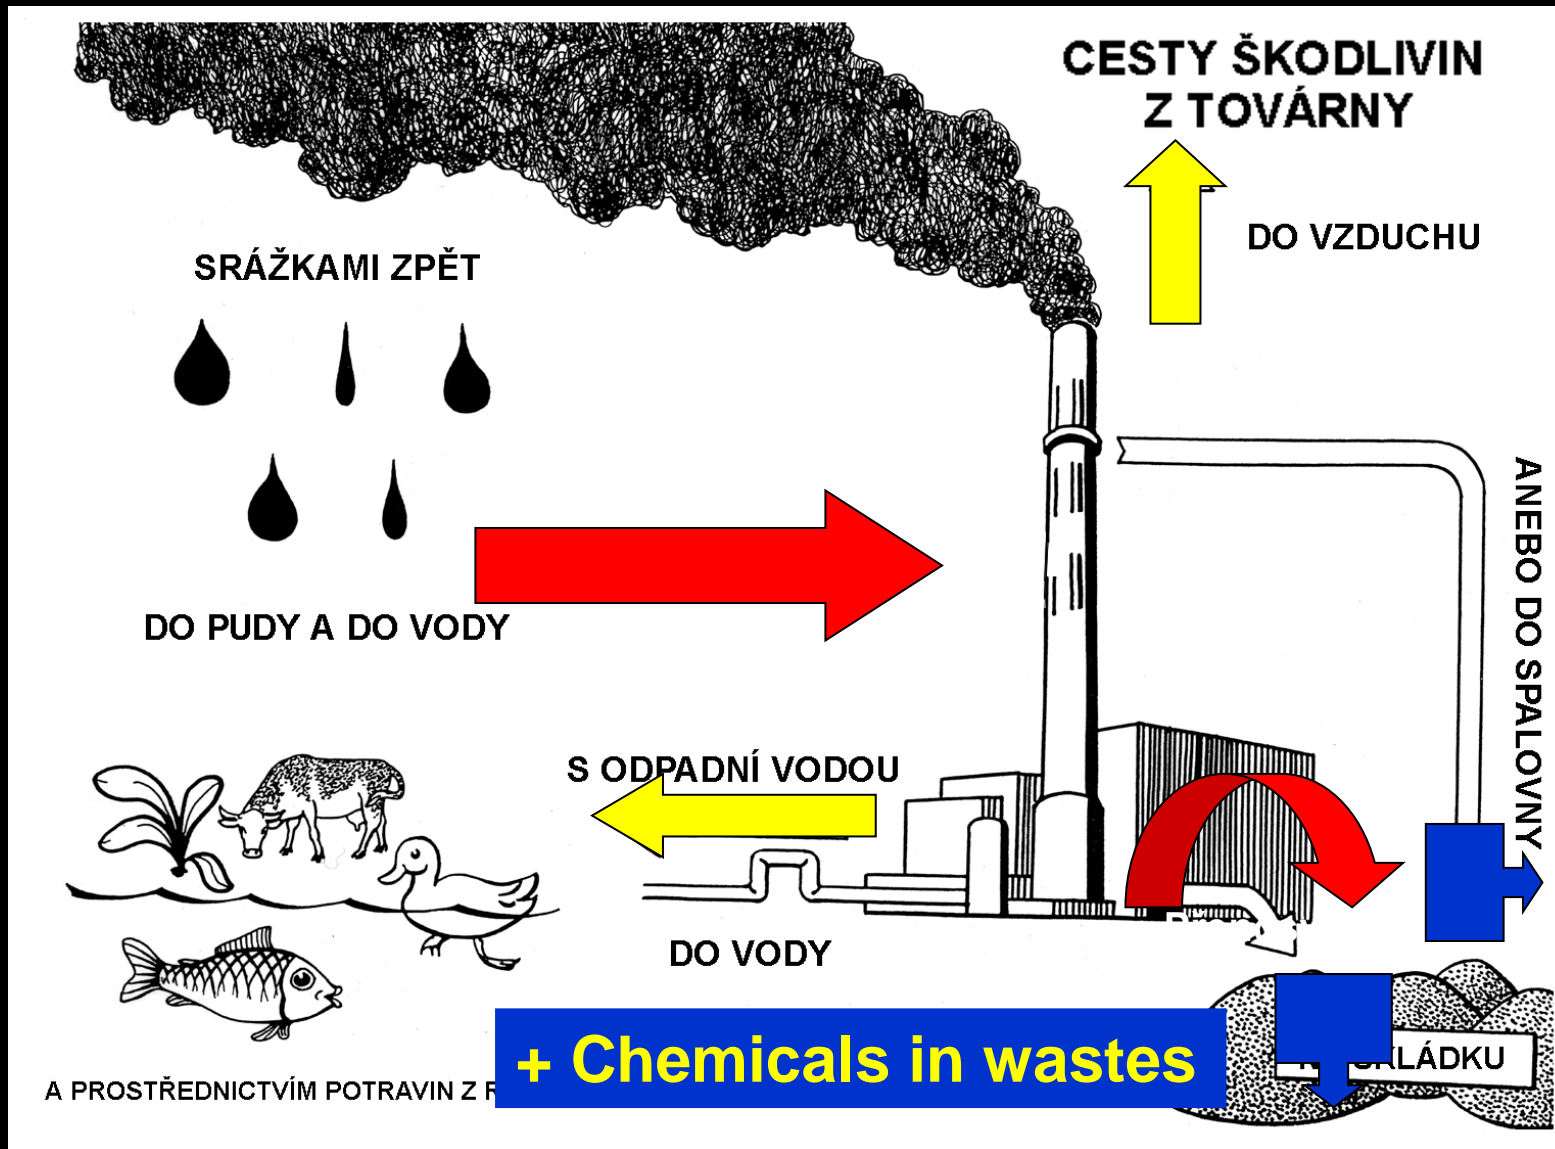 CESTY ŠKODLIVIN
Z TOVÁRNY
DO VZDUCHU
SRÁŽKAMI ZPĚT
DO PUDY A DO VODY
ANEBO DO SPALOVNY
S ODPADNÍ VODOU
DO VODY
+ Chemicals in wastes
A PROSTŘEDNICTVÍM POTRAVIN Z